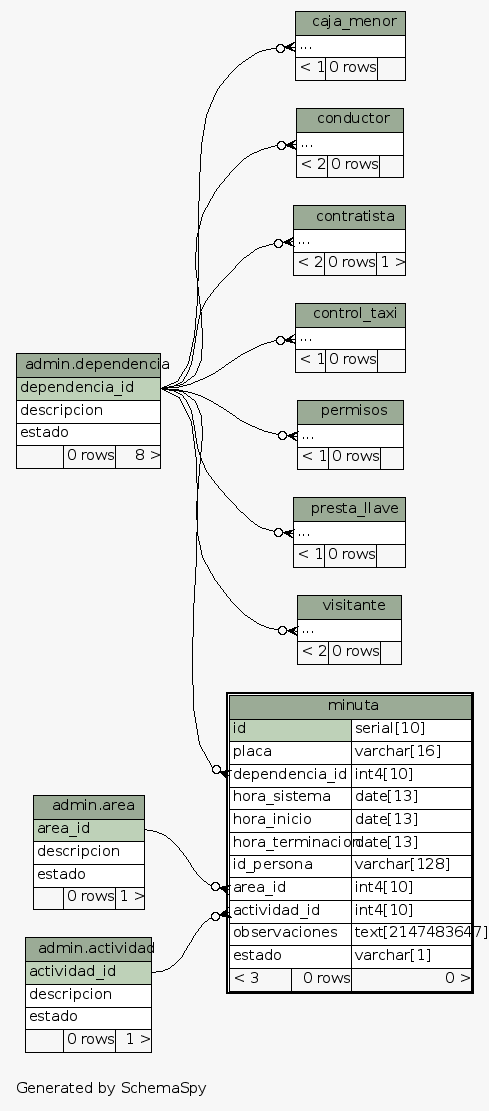 caja_menor
...
< 1 0 rows
conductor
...
< 2 0 rows
contratista
...
< 2 0 rows 1 >
control_taxi
...
< 1 0 rows
admin.dependencia
dependencia_id
descripcion
estado
0 rows 8 >
permisos
...
< 1 0 rows
presta_llave
...
< 1 0 rows
visitante
...
< 2 0 rows
minuta
id serial[10]
placa varchar[16]
dependencia_id int4[10]
hora_sistema date[13]
hora_inicio date[13]
hora_terminacion date[13]
id_persona varchar[128]
area_id int4[10]
actividad_id int4[10]
observaciones text[2147483647]
estado varchar[1]
< 3 0 rows 0 >
admin.area
area_id
descripcion
estado
0 rows 1 >
admin.actividad
actividad_id
descripcion
estado
0 rows 1 >
Generated by SchemaSpy